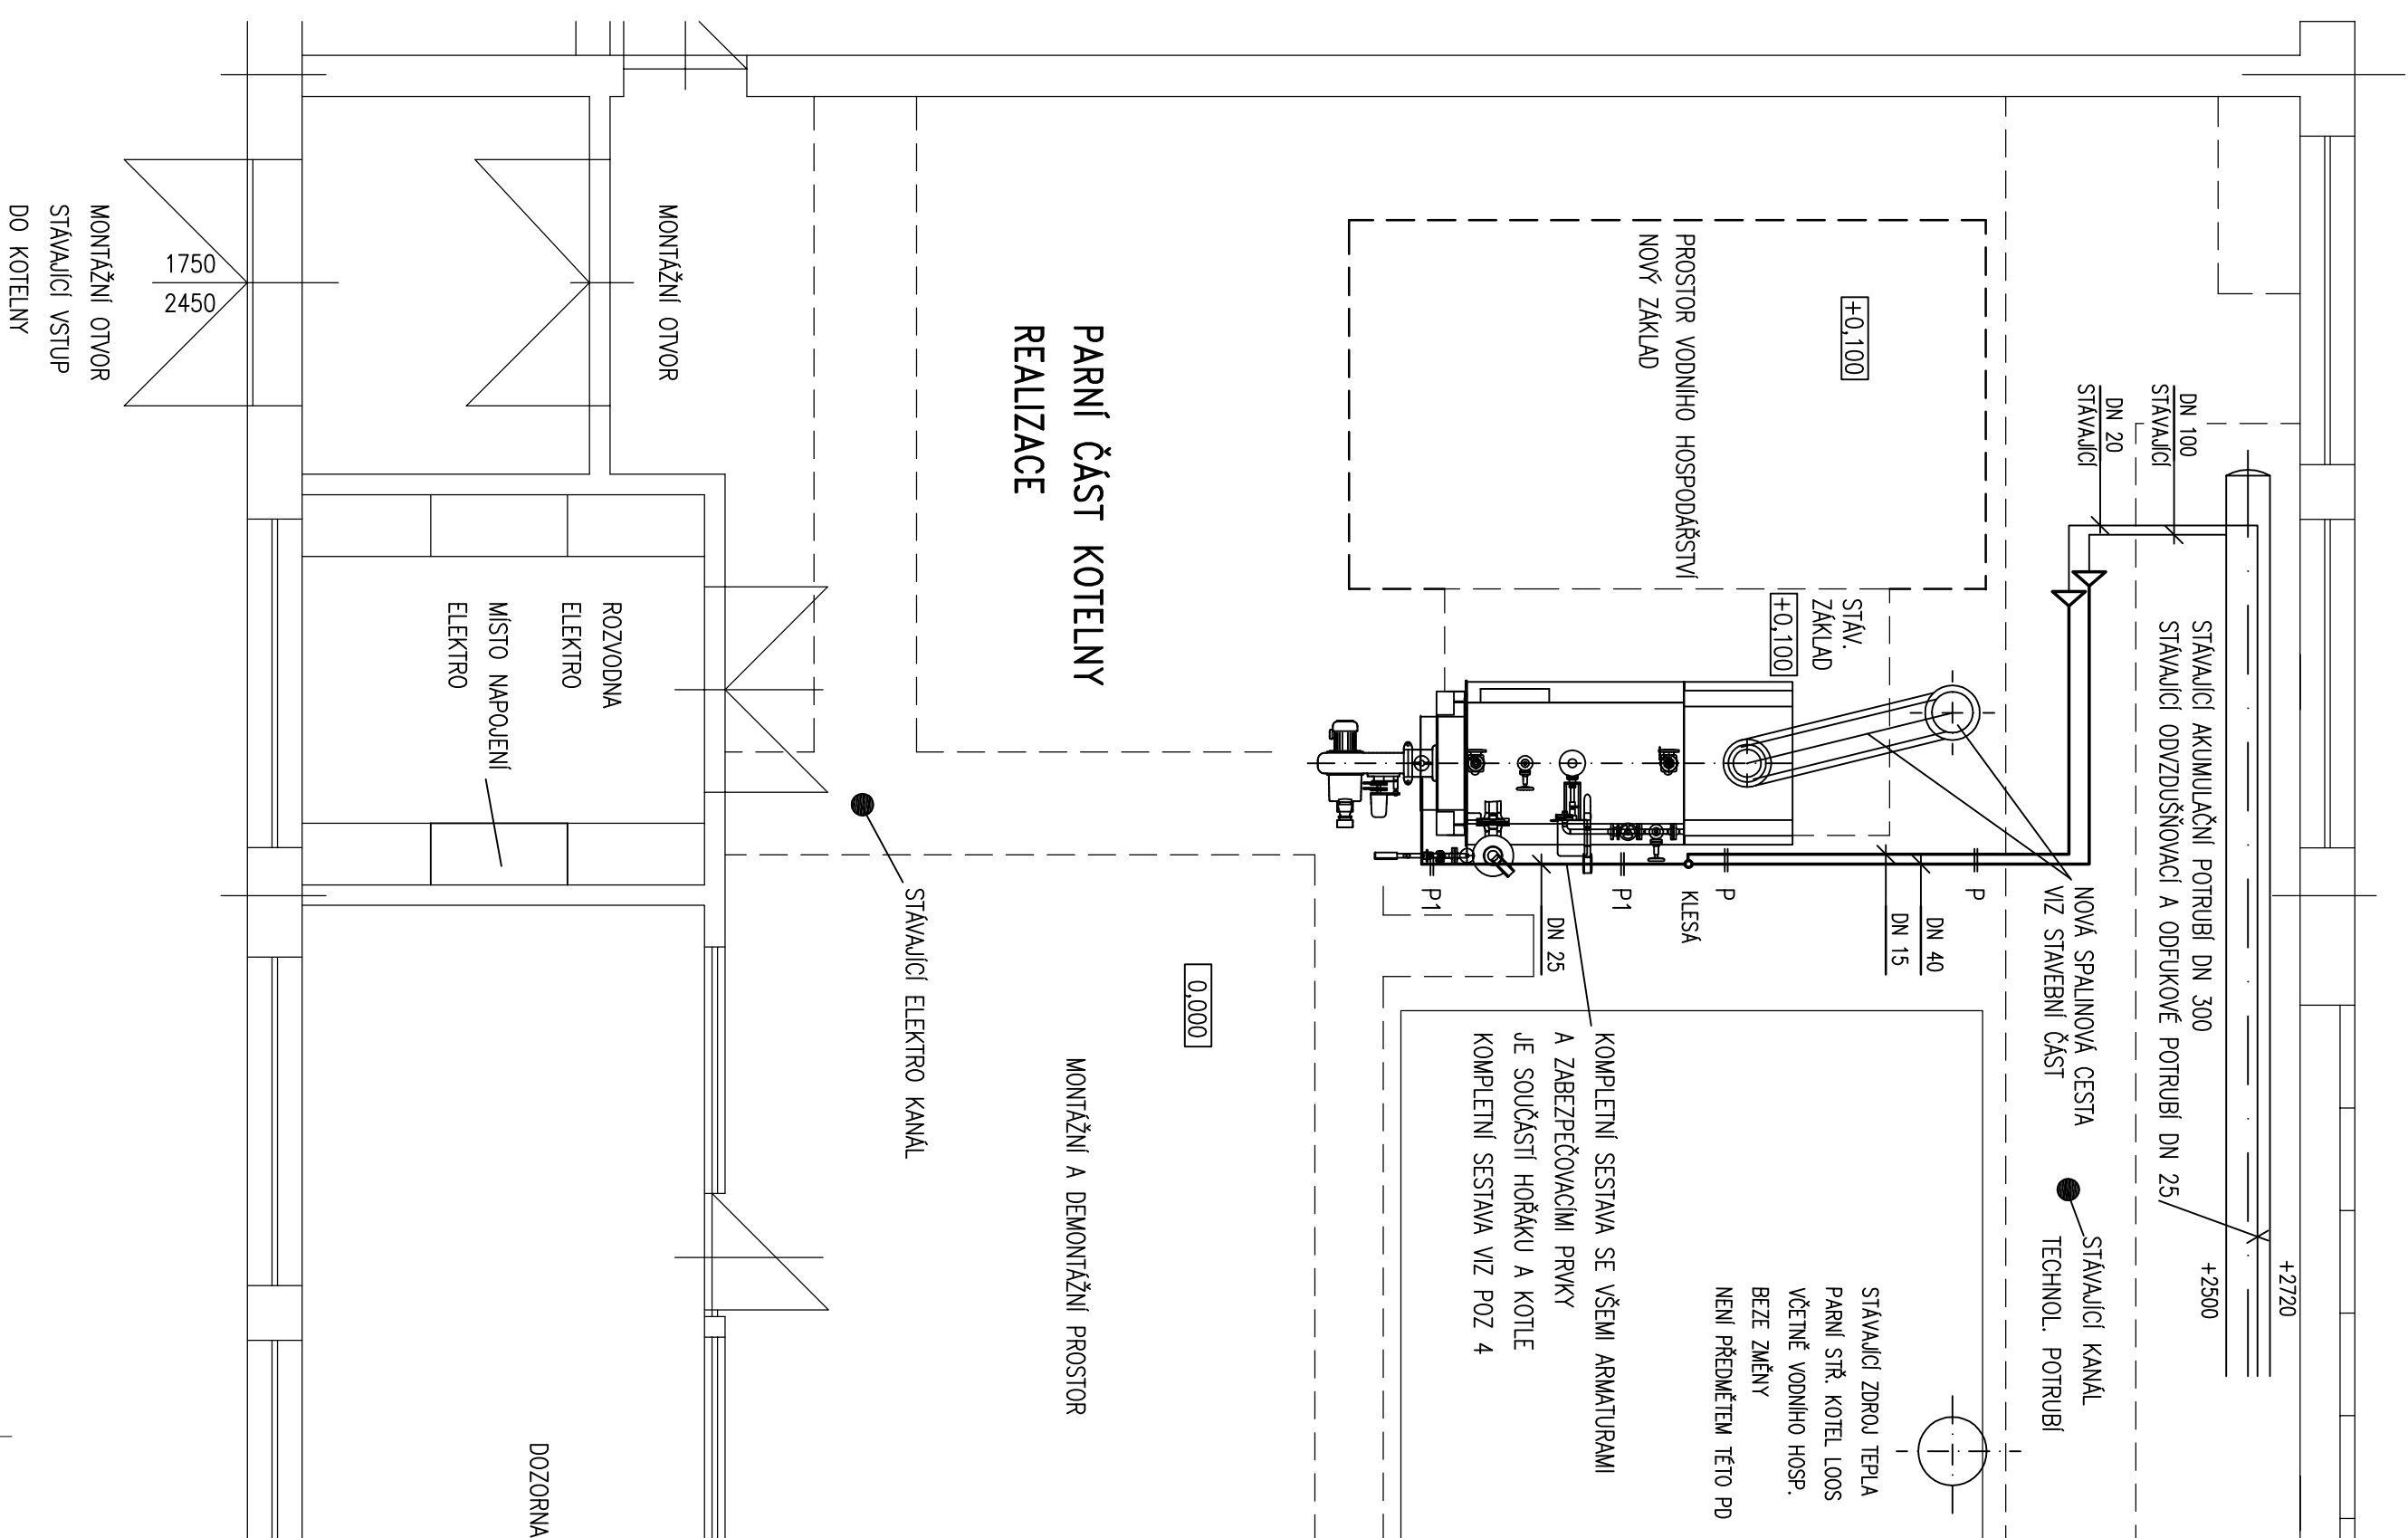 +2720
+2500
DN 100
STÁVAJÍCÍ
DN 20
STÁVAJÍCÍ
STÁVAJÍCÍ AKUMULAČNÍ POTRUBÍ DN 300
STÁVAJÍCÍ ODVZDUŠŇOVACÍ A ODFUKOVÉ POTRUBÍ DN 25
NOVÁ SPALINOVÁ CESTA
VIZ STAVEBNÍ ČÁST
STÁVAJÍCÍ KANÁL
TECHNOL. POTRUBÍ
+0,100
STÁV.
ZÁKLAD
+0,100
PROSTOR VODNÍHO HOSPODÁŘSTVÍ
NOVÝ ZÁKLAD
P
DN 40
DN 15
P
KLESÁ
P1
DN 25
P1
STÁVAJÍCÍ ZDROJ TEPLA
PARNÍ STŘ. KOTEL LOOS
VČETNĚ VODNÍHO HOSP.
BEZE ZMĚNY
NENÍ PŘEDMĚTEM TÉTO PD
KOMPLETNÍ SESTAVA SE VŠEMI ARMATURAMI
A ZABEZPEČOVACÍMI PRVKY
JE SOUČÁSTÍ HOŘÁKU A KOTLE
KOMPLETNÍ SESTAVA VIZ POZ 4
PARNÍ ČÁST KOTELNY
REALIZACE
0,000
MONTÁŽNÍ A DEMONTÁŽNÍ PROSTOR
STÁVAJÍCÍ ELEKTRO KANÁL
MONTÁŽNÍ OTVOR
ROZVODNA
ELEKTRO
MÍSTO NAPOJENÍ
ELEKTRO
DOZORNA
1750
2450
MONTÁŽNÍ OTVOR
STÁVAJÍCÍ VSTUP
DO KOTELNY